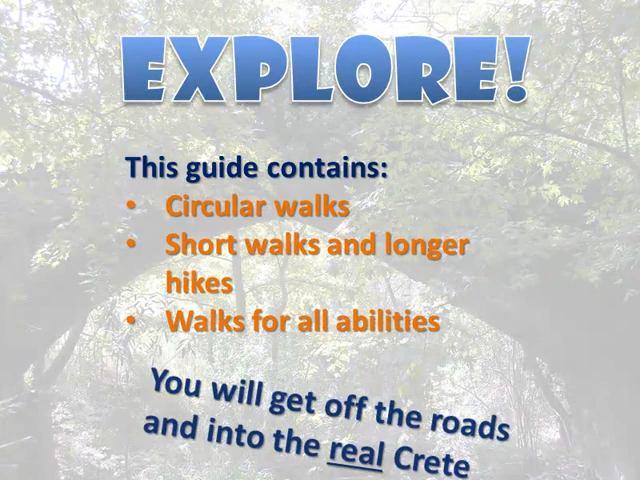 EXPLORE!
This guide contains:
• Circular walks
• Short walks and longer
hikes
• Walks for all abilities
You will get off the roads
and into the real Crete